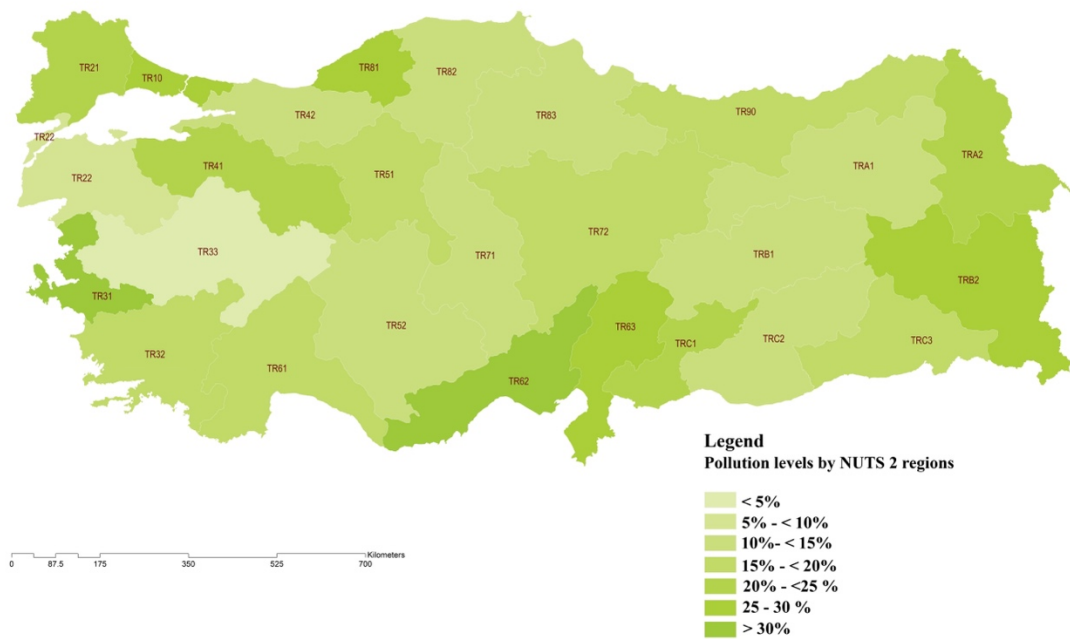 TR21
TR10
TR81
TR82
TR42
TR83
TR90
TR22
TR22
TR41
TR51
TRA1
TRA2
TR33
TR72
TR71
TRB1
TRB2
TR31
TR52
TR63
TRC1
TRC2
TRC3
TR32
TR61
TR62
Legend
Pollution levels by NUTS 2 regions
< 5%
5% - < 10%
10%- < 15%
15% - < 20%
20% - <25 %
25 - 30 %
> 30%
Kilometers
0 87.5 175 350 525 700